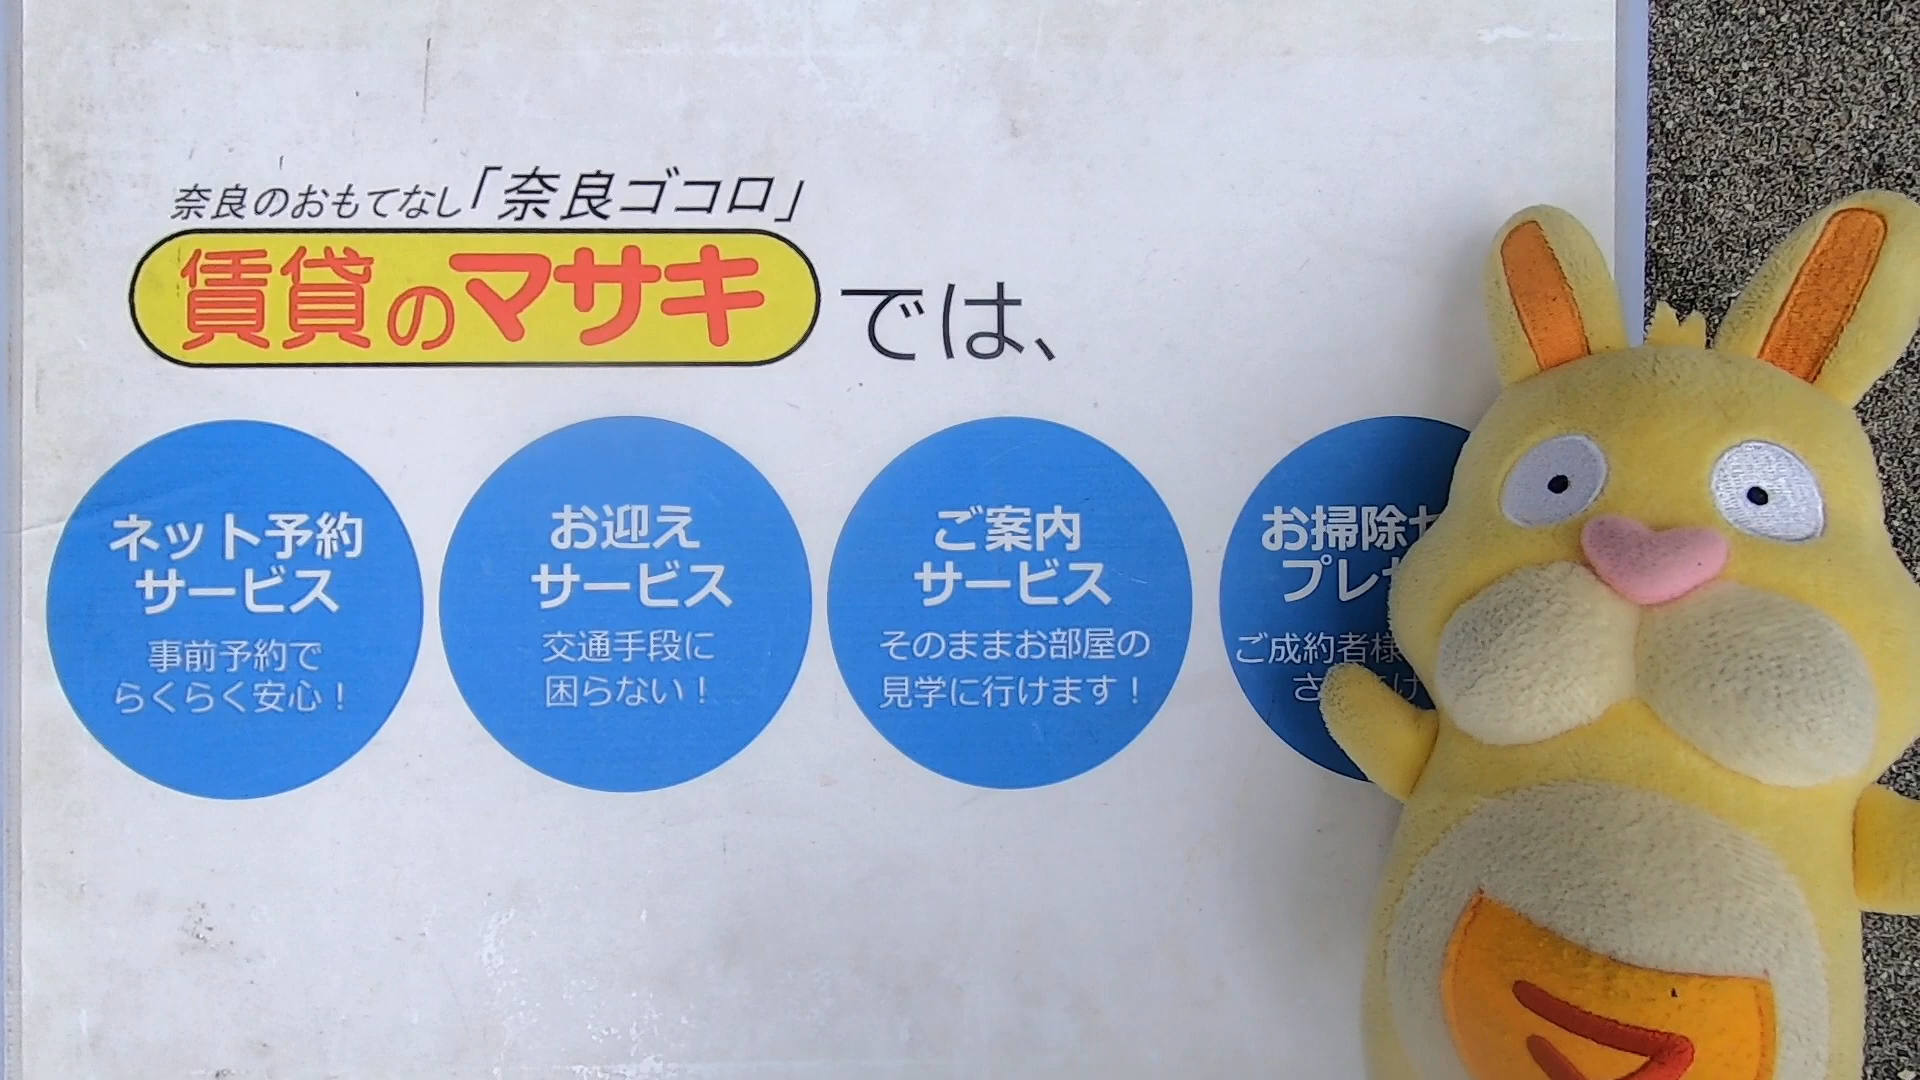 奈良のおもてなし「奈良ゴコロ」
賃貸のマサキでは、
ネット予約
サービス
事前予約で
らくらく安心！
お迎え
サービス
交通手段に
困らない！
ご案内
サービス
そのままお部屋の
見学に行けます！
お掃除
プレ
ご成約者様